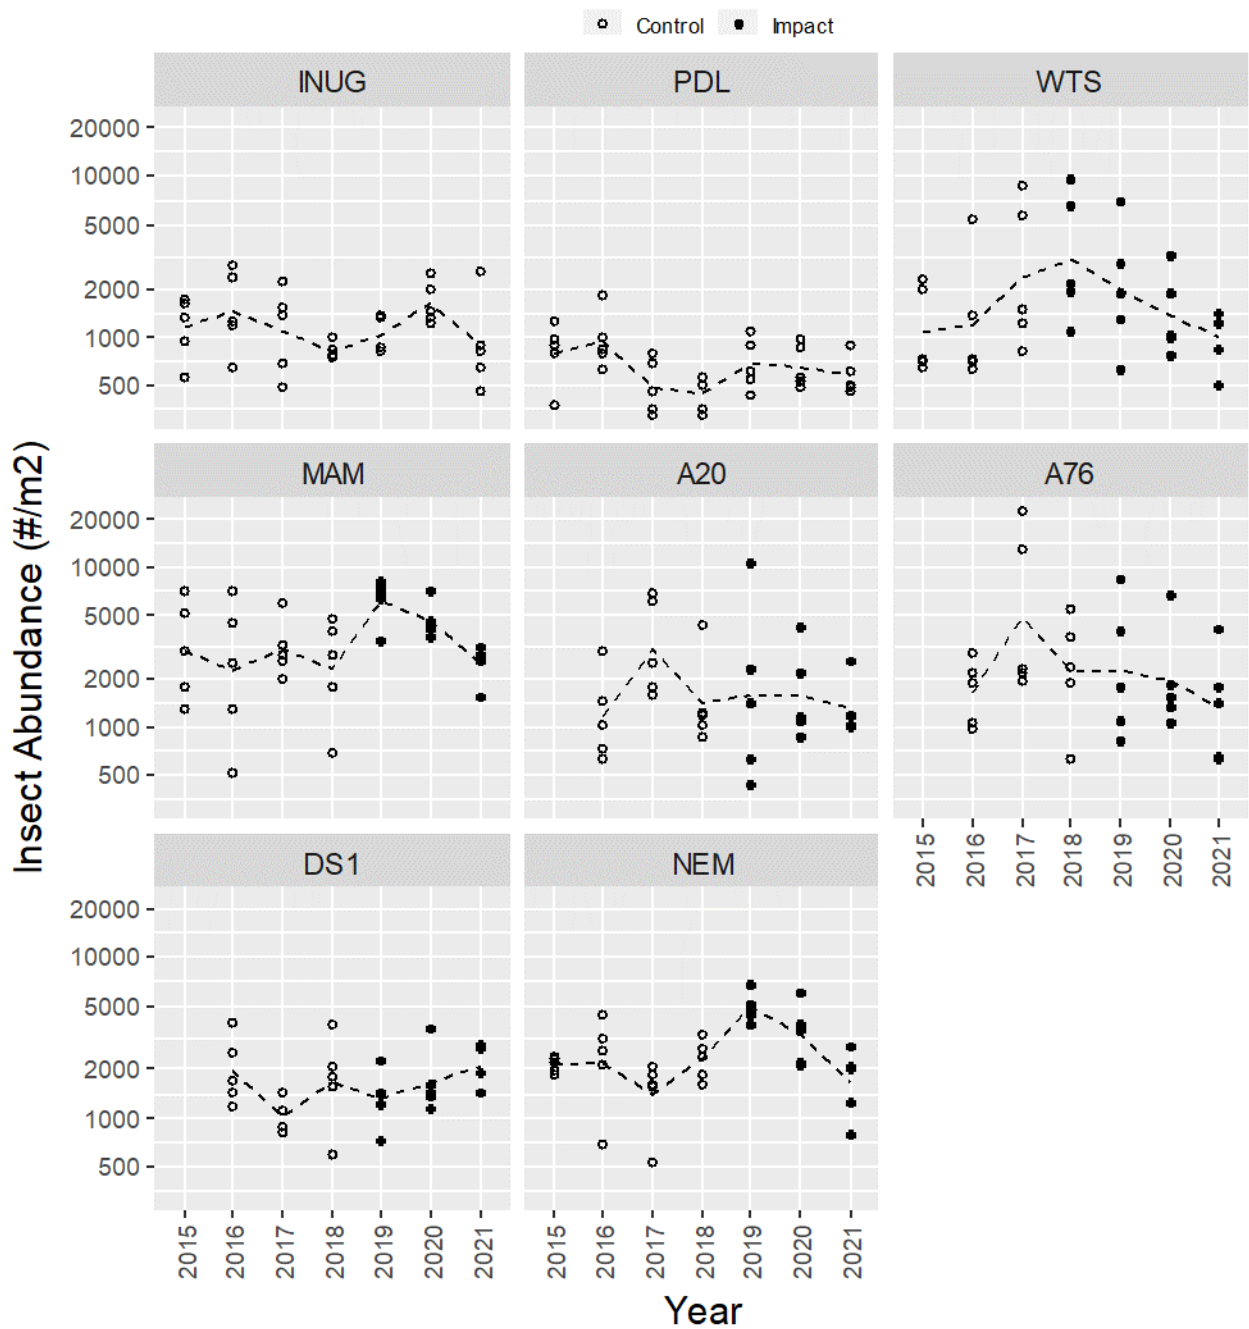 Control Impact
INUG PDL WTS
20000
10000
5000
2000
1000
500
MAM A20 A76
20000
10000
5000
2000
1000
500
2015 2016 2017 2018 2019 2020 2021
DS1 NEM
20000
10000
5000
2000
1000
500
2015 2016 2017 2018 2019 2020 2021 2015 2016 2017 2018 2019 2020 2021
Insect Abundance (#/m2)
Year